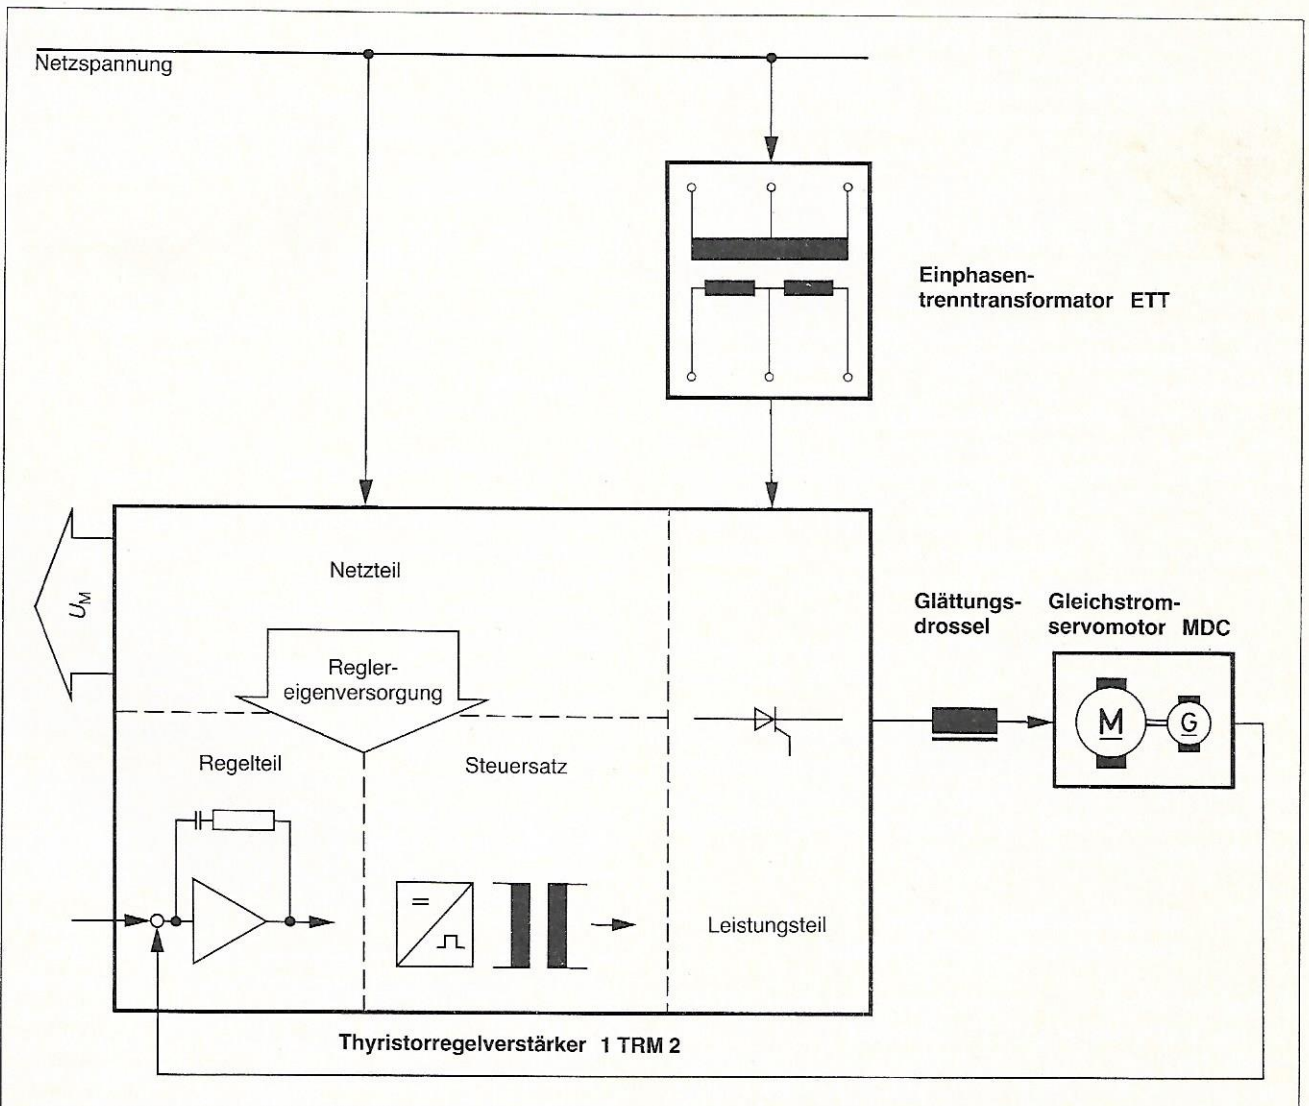 Netzspannung
Einphasen-
trenntransformator ETT
Netzteil
U_M
Regler-
eigenversorgung
Glättungs-
drossel
Gleichstrom-
servomotor MDC
M
G
Regelteil
Steuersatz
=
Leistungsteil
Thyristorregelverstärker 1 TRM 2